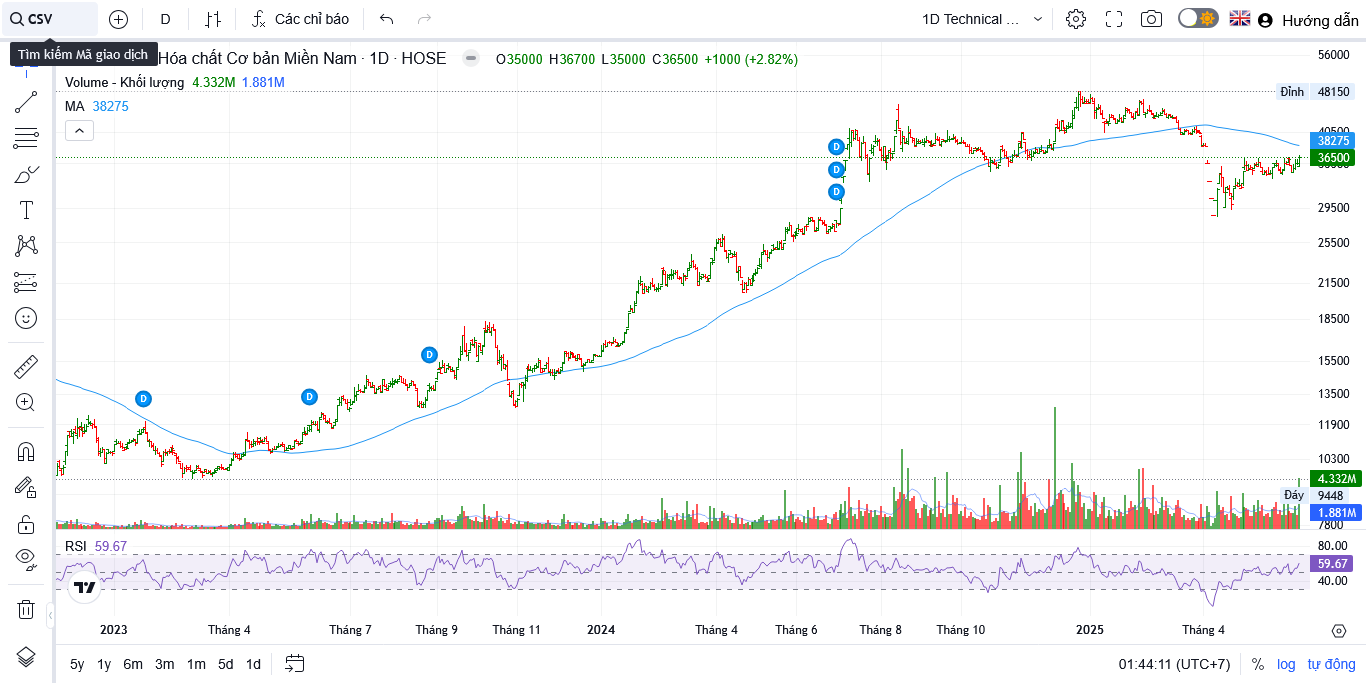 CSV D Các chỉ báo 1D Technical ... Hướng dẫn
Tìm kiếm Mã giao dịch
Hóa chất Cơ bản Miền Nam · 1D · HOSE O35000 H36700 L35000 C36500 +1000 (+2.82%)
Volume - Khối lượng 4.332M 1.881M
MA 38275
56000
Đỉnh 48150
40500
38275
36500
29500
25500
21500
18500
15500
13500
11900
10300
4.332M
Đáy 9448
1.881M
7800
D
D
D
D
D
D
RSI 59.67
80.00
59.67
40.00
2023 Tháng 4 Tháng 7 Tháng 9 Tháng 11 2024 Tháng 4 Tháng 6 Tháng 8 Tháng 10 2025 Tháng 4
5y 1y 6m 3m 1m 5d 1d 01:44:11 (UTC+7) % log tự động